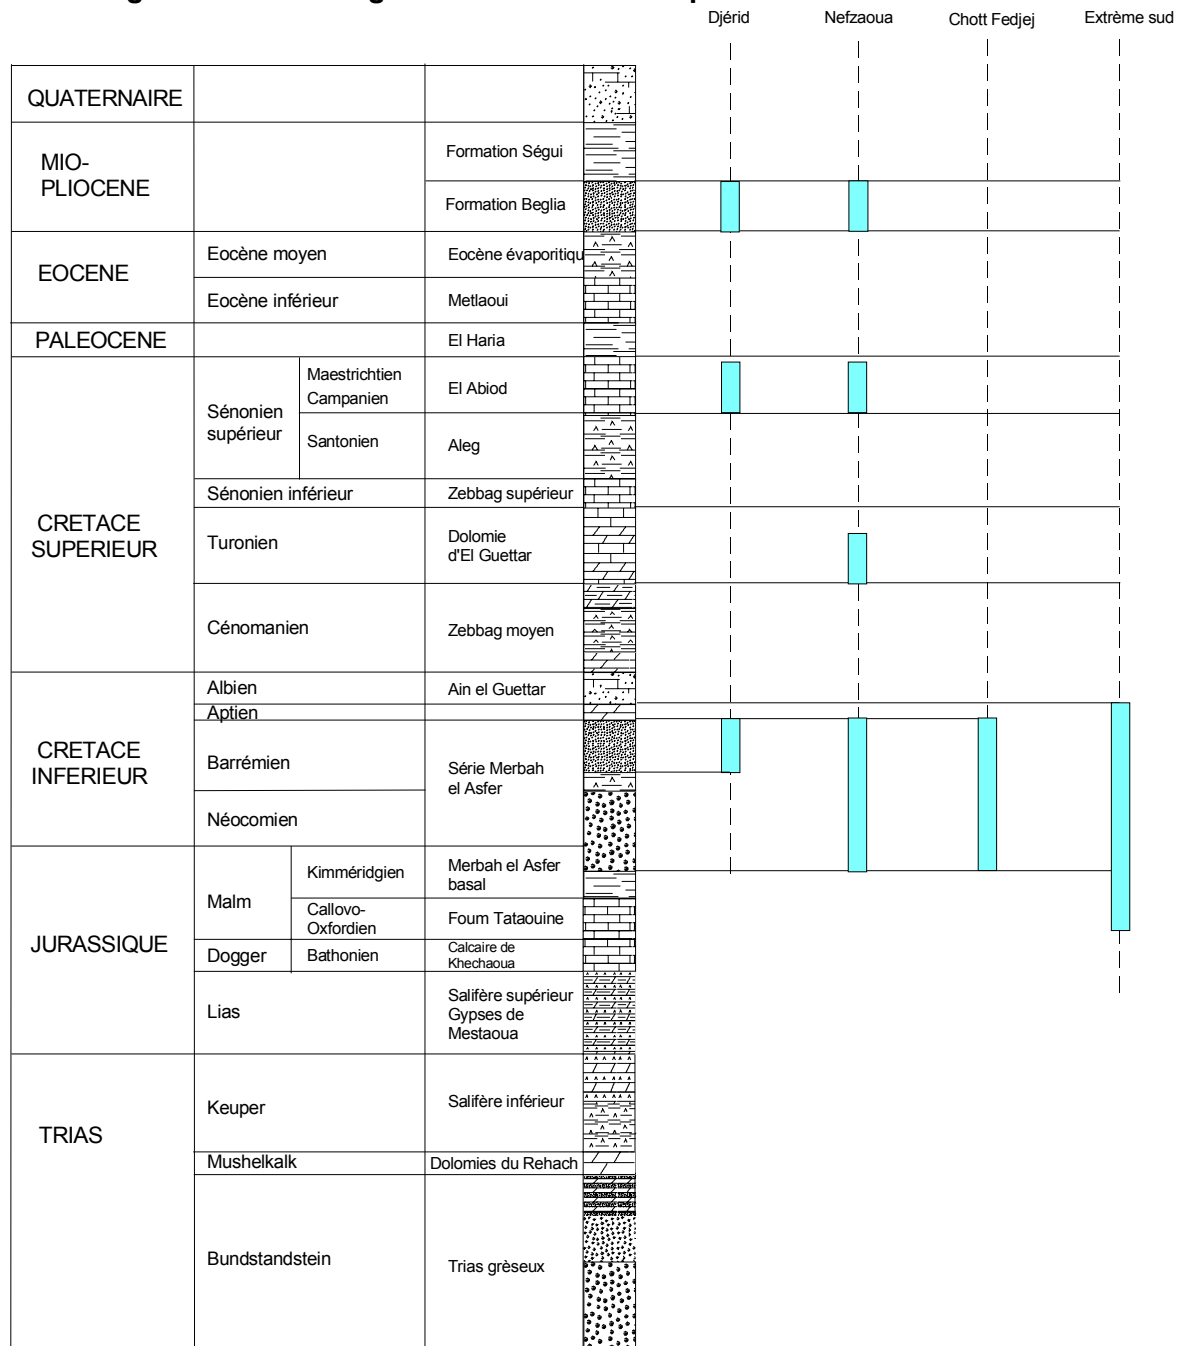 Djérid Nefzaoua Chott Fedjej Extrème sud
QUATERNAIRE
MIO-
PLIOCENE
Formation Ségui
Formation Beglia
EOCENE
Eocène moyen
Eocène évaporitiqu
Eocène inférieur
Metlaoui
PALEOCENE
El Haria
CRETACE
SUPERIEUR
Sénonien
supérieur
Maestrichtien
Campanien
El Abiod
Santonien
Aleg
Sénonien inférieur
Zebbag supérieur
Turonien
Dolomie
d'El Guettar
Cénomanien
Zebbag moyen
CRETACE
INFERIEUR
Albien
Ain el Guettar
Aptien
Barrémien
Série Merbah
el Asfer
Néocomien
JURASSIQUE
Malm
Kimméridgien
Merbah el Asfer
basal
Callovo-
Oxfordien
Foum Tataouine
Dogger
Bathonien
Calcaire de
Khechaoua
Lias
Salifère supérieur
Gypses de
Mestaoua
TRIAS
Keuper
Salifère inférieur
Mushelkalk
Dolomies du Rehach
Bundstandstein
Trias grèseux